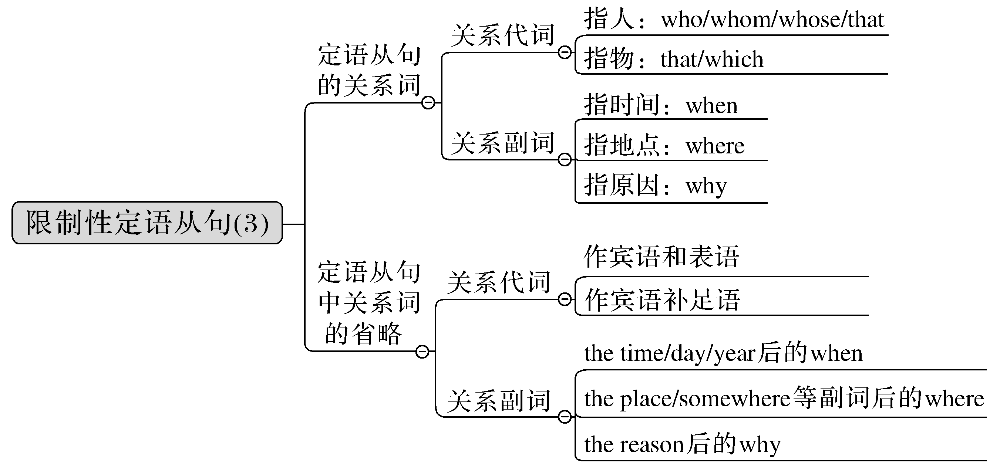 限制性定语从句(3)
定语从句
的关系词
关系代词
指人：who/whom/whose/that
指物：that/which
关系副词
指时间：when
指地点：where
指原因：why
定语从句
中关系词
的省略
关系代词
作宾语和表语
作宾语补足语
关系副词
the time/day/year后的when
the place/somewhere等副词后的where
the reason后的why